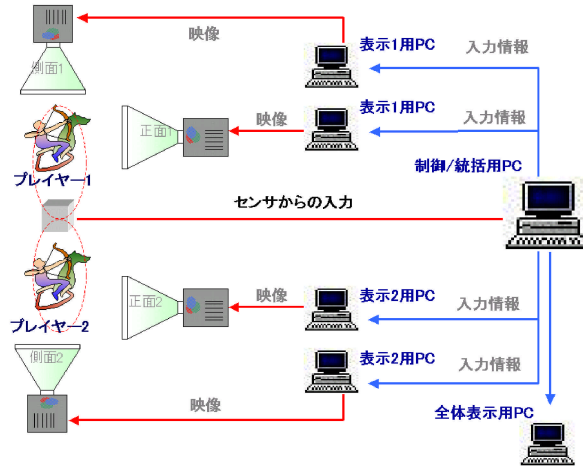 映像
表示1用PC
入力情報
側面1
正面1
映像
表示1用PC
入力情報
制御/統括用PC
プレイヤー1
センサからの入力
正面2
映像
表示2用PC
入力情報
プレイヤー2
側面2
表示2用PC
入力情報
映像
全体表示用PC